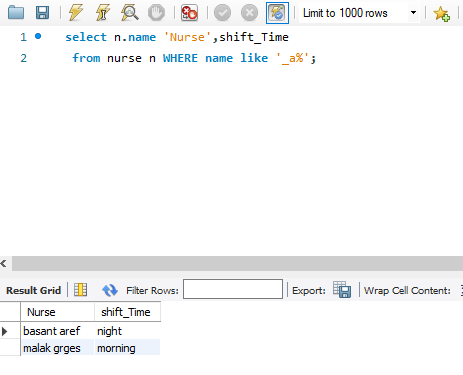 Limit to 1000 rows
1 select n.name 'Nurse',shift_Time
2 from nurse n WHERE name like '_a%';
Result Grid Filter Rows: Export: Wrap Cell Content:
Nurse shift_Time
basant aref night
malak grges morning